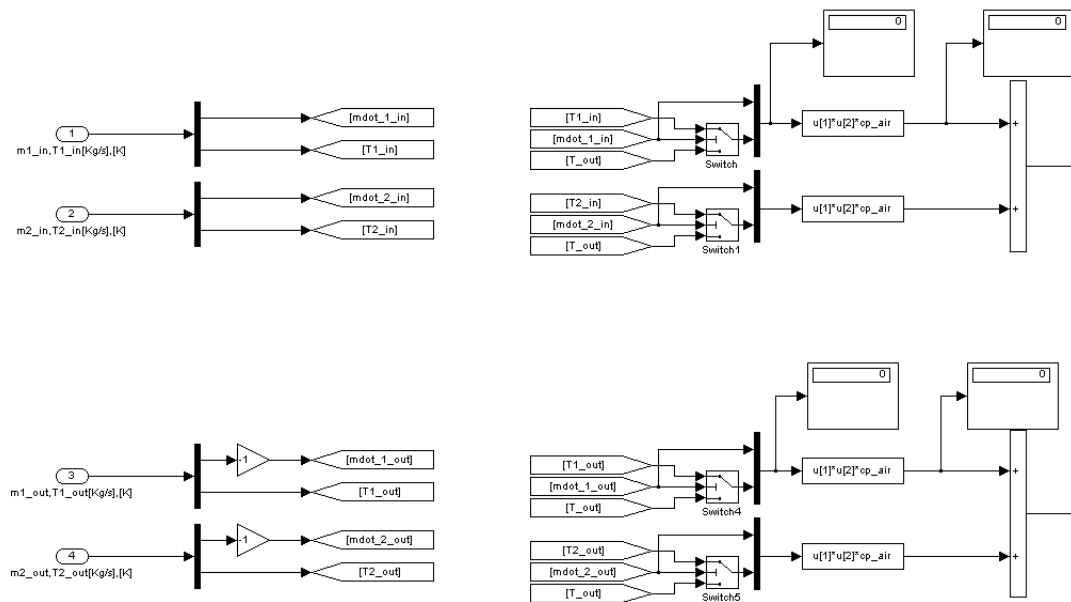 0
0
[mdot_1_in]
[T1_in]
1
m1_in,T1_in[Kg/s],[K]
[mdot_2_in]
[T2_in]
2
m2_in,T2_in[Kg/s],[K]
[T1_in]
[mdot_1_in]
[T_out]
Switch
u[1]*u[2]*cp_air
+
[T2_in]
[mdot_2_in]
[T_out]
Switch1
u[1]*u[2]*cp_air
+
0
0
-1
[mdot_1_out]
[T1_out]
3
m1_out,T1_out[Kg/s],[K]
-1
[mdot_2_out]
[T2_out]
4
m2_out,T2_out[Kg/s],[K]
[T1_out]
[mdot_1_out]
[T_out]
Switch4
u[1]*u[2]*cp_air
+
[T2_out]
[mdot_2_out]
[T_out]
Switch5
u[1]*u[2]*cp_air
+